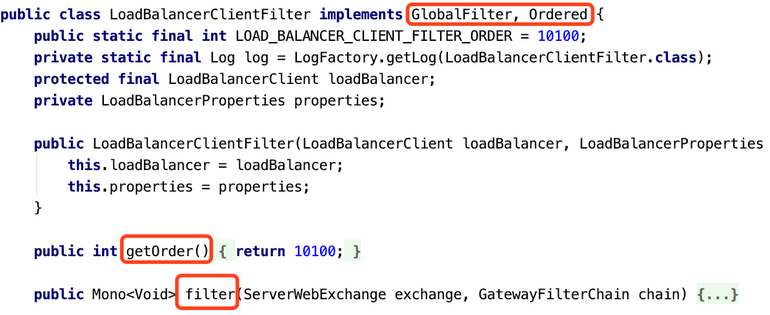 public class LoadBalancerClientFilter implements GlobalFilter, Ordered {
public static final int LOAD_BALANCER_CLIENT_FILTER_ORDER = 10100;
private static final Log log = LogFactory.getLog(LoadBalancerClientFilter.class);
protected final LoadBalancerClient loadBalancer;
private LoadBalancerProperties properties;
public LoadBalancerClientFilter(LoadBalancerClient loadBalancer, LoadBalancerProperties
this.loadBalancer = loadBalancer;
this.properties = properties;
}
public int getOrder() { return 10100; }
public Mono<Void> filter(ServerWebExchange exchange, GatewayFilterChain chain) {...}